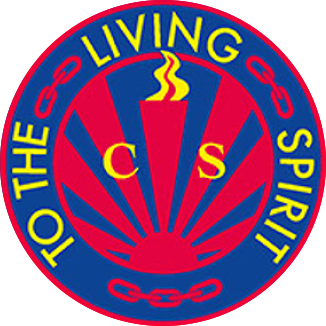 TO THE LIVING SPIRIT
C S